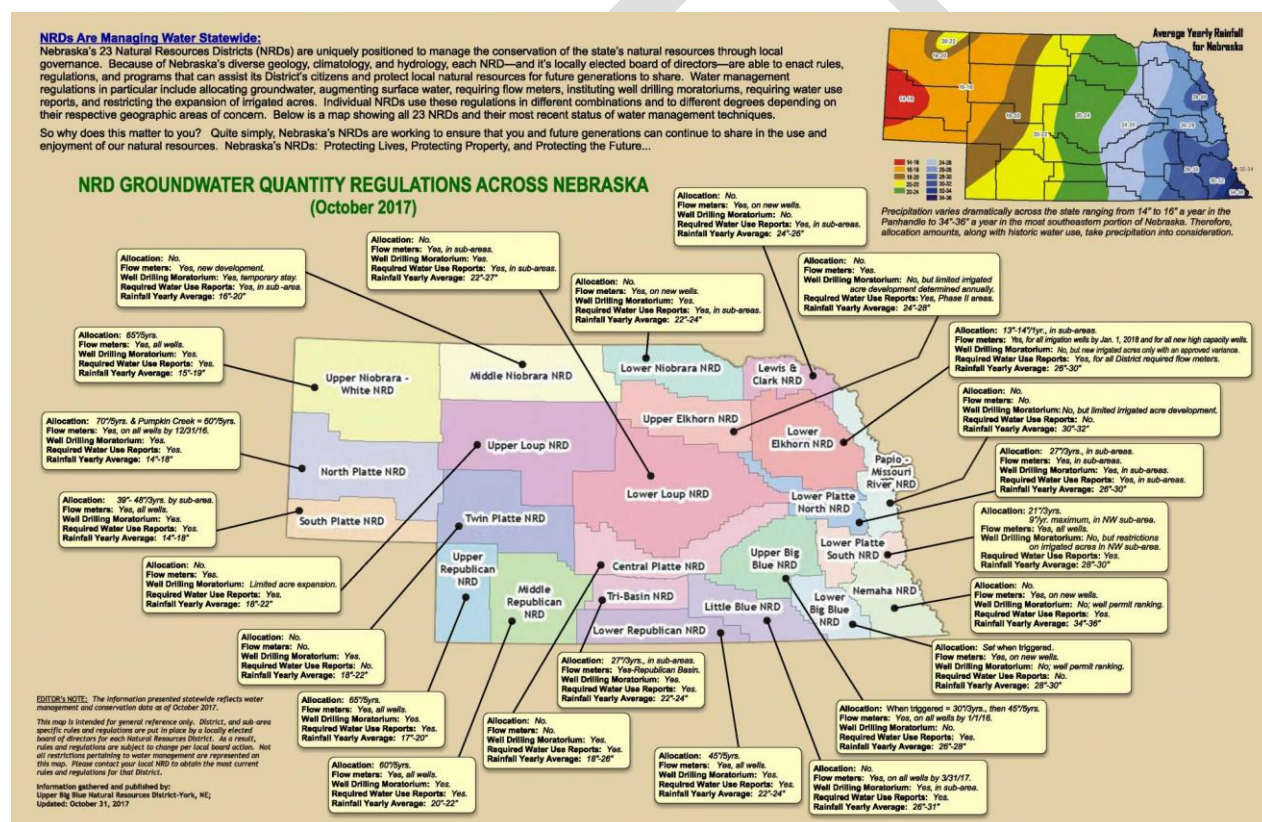 NRDs Are Managing Water Statewide:
Nebraska's 23 Natural Resources Districts (NRDs) are uniquely positioned to manage the conservation of the state's natural resources through local
governance. Because of Nebraska's diverse geology, climatology, and hydrology, each NRD—and it's locally elected board of directors—are able to enact rules,
regulations, and programs that can assist its District's citizens and protect local natural resources for future generations to share. Water management
regulations in particular include allocating groundwater, augmenting surface water, requiring flow meters, instituting well drilling moratoriums, requiring water use
reports, and restricting the expansion of irrigated acres. Individual NRDs use these regulations in different combinations and to different degrees depending on
their respective geographic areas of concern. Below is a map showing all 23 NRDs and their most recent status of water management techniques.
So why does this matter to you? Quite simply, Nebraska's NRDs are working to ensure that you and future generations can continue to share in the use and
enjoyment of our natural resources. Nebraska's NRDs: Protecting Lives, Protecting Property, and Protecting the Future...
Average Yearly Rainfall
for Nebraska
20-22
18-20
16-18
14-16
18-20
20-22
20-24
24-26
14-16
16-18
18-20
20-22
20-24
24-26
26-28
28-30
30-32
32-34
34-36
Precipitation varies dramatically across the state ranging from 14" to 16" a year in the
Panhandle to 34"-36" a year in the most southeastern portion of Nebraska. Therefore,
allocation amounts, along with historic water use, take precipitation into consideration.
NRD GROUNDWATER QUANTITY REGULATIONS ACROSS NEBRASKA
(October 2017)
Allocation: No.
Flow meters: Yes, on new wells.
Well Drilling Moratorium: No.
Required Water Use Reports: Yes, in sub-areas.
Rainfall Yearly Average: 24"-26"
Allocation: No.
Flow meters: Yes, in sub-areas.
Well Drilling Moratorium: Yes.
Required Water Use Reports: Yes, in sub-areas.
Rainfall Yearly Average: 22"-27"
Allocation: No.
Flow meters: Yes, new development.
Well Drilling Moratorium: Yes, temporary stay.
Required Water Use Reports: Yes, in sub-area.
Rainfall Yearly Average: 16"-20"
Allocation: No.
Flow meters: Yes, on new wells.
Well Drilling Moratorium: Yes.
Required Water Use Reports: Yes, in sub-areas.
Rainfall Yearly Average: 22"-24"
Allocation: No.
Flow meters: Yes.
Well Drilling Moratorium: No, but limited irrigated
acre development determined annually.
Required Water Use Reports: Yes, Phase II areas.
Rainfall Yearly Average: 24"-28"
Allocation: 65"/5yrs.
Flow meters: Yes, all wells.
Well Drilling Moratorium: Yes.
Required Water Use Reports: Yes.
Rainfall Yearly Average: 15"-19"
Allocation: 13"-14"/1yr., in sub-areas.
Flow meters: Yes, for all irrigation wells by Jan. 1, 2018 and for all new high capacity wells.
Well Drilling Moratorium: No, but new irrigated acres only with an approved variance.
Required Water Use Reports: Yes, for all District required flow meters.
Rainfall Yearly Average: 26"-30"
Allocation: No.
Flow meters: No.
Well Drilling Moratorium: No, but limited irrigated acre development.
Required Water Use Reports: No.
Rainfall Yearly Average: 30"-32"
Allocation: 70"/5yrs. & Pumpkin Creek = 60"/5yrs.
Flow meters: Yes, on all wells by 12/31/16.
Well Drilling Moratorium: Yes.
Required Water Use Reports: Yes.
Rainfall Yearly Average: 14"-18"
Allocation: 27"/3yrs., in sub-areas.
Flow meters: Yes, in sub-areas.
Well Drilling Moratorium: Yes, in sub-areas.
Required Water Use Reports: Yes, in sub-areas.
Rainfall Yearly Average: 26"-30"
Allocation: 39"- 48"/3yrs. by sub-area.
Flow meters: Yes, all wells.
Well Drilling Moratorium: Yes.
Required Water Use Reports: Yes.
Rainfall Yearly Average: 14"-18"
Allocation: 21"/3yrs.
9"/yr. maximum, in NW sub-area.
Flow meters: Yes, all wells.
Well Drilling Moratorium: No, but restrictions
on irrigated acres in NW sub-area.
Required Water Use Reports: Yes.
Rainfall Yearly Average: 28"-30"
Allocation: No.
Flow meters: Yes.
Well Drilling Moratorium: Limited acre expansion.
Required Water Use Reports: Yes.
Rainfall Yearly Average: 18"-22"
Allocation: No.
Flow meters: Yes, on new wells.
Well Drilling Moratorium: No; well permit ranking.
Required Water Use Reports: Yes.
Rainfall Yearly Average: 34"-36"
Allocation: No.
Flow meters: Yes.
Well Drilling Moratorium: Yes.
Required Water Use Reports: No.
Rainfall Yearly Average: 18"-22"
Allocation: Set when triggered.
Flow meters: Yes, on new wells.
Well Drilling Moratorium: No; well permit ranking.
Required Water Use Reports: No.
Rainfall Yearly Average: 28"-30"
Allocation: 27"/3yrs., in sub-areas.
Flow meters: Yes-Republican Basin.
Well Drilling Moratorium: Yes.
Required Water Use Reports: Yes.
Rainfall Yearly Average: 22"-24"
Allocation: 65"/5yrs.
Flow meters: Yes, all wells.
Well Drilling Moratorium: Yes.
Required Water Use Reports: Yes.
Rainfall Yearly Average: 17"-20"
Allocation: No.
Flow meters: No.
Well Drilling Moratorium: Yes.
Required Water Use Reports: Yes.
Rainfall Yearly Average: 18"-26"
Allocation: When triggered = 30"/3yrs., then 45"/5yrs.
Flow meters: Yes, on all wells by 1/1/16.
Well Drilling Moratorium: No.
Required Water Use Reports: Yes.
Rainfall Yearly Average: 26"-28"
Allocation: 60"/5yrs.
Flow meters: Yes, all wells.
Well Drilling Moratorium: Yes.
Required Water Use Reports: Yes.
Rainfall Yearly Average: 20"-22"
Allocation: 45"/5yrs.
Flow meters: Yes, all wells.
Well Drilling Moratorium: Yes.
Required Water Use Reports: Yes.
Rainfall Yearly Average: 22"-24"
Allocation: No.
Flow meters: Yes, on all wells by 3/31/17.
Well Drilling Moratorium: Yes, in sub-area.
Required Water Use Reports: Yes.
Rainfall Yearly Average: 26"-31"
Upper Niobrara -
White NRD
Middle Niobrara NRD
Lower Niobrara NRD
Lewis &
Clark NRD
Upper Elkhorn NRD
Lower
Elkhorn NRD
Upper Loup NRD
North Platte NRD
Lower Loup NRD
Papio -
Missouri
River NRD
Lower Platte
North NRD
South Platte NRD
Twin Platte NRD
Lower Platte
South NRD
Upper Big
Blue NRD
Upper
Republican
NRD
Central Platte NRD
Middle
Republican
NRD
Tri-Basin NRD
Little Blue NRD
Lower
Big Blue
NRD
Nemaha NRD
Lower Republican NRD
EDITOR's NOTE: The information presented statewide reflects water
management and conservation data as of October 2017.
This map is intended for general reference only. District, and sub-area
specific rules and regulations are put in place by a locally elected
board of directors for each Natural Resources District. As a result,
rules and regulations are subject to change per local board action. Not
all restrictions pertaining to water management are represented on
this map. Please contact your local NRD to obtain the most current
rules and regulations for that District.
Information gathered and published by:
Upper Big Blue Natural Resources District-York, NE;
Updated: October 31, 2017